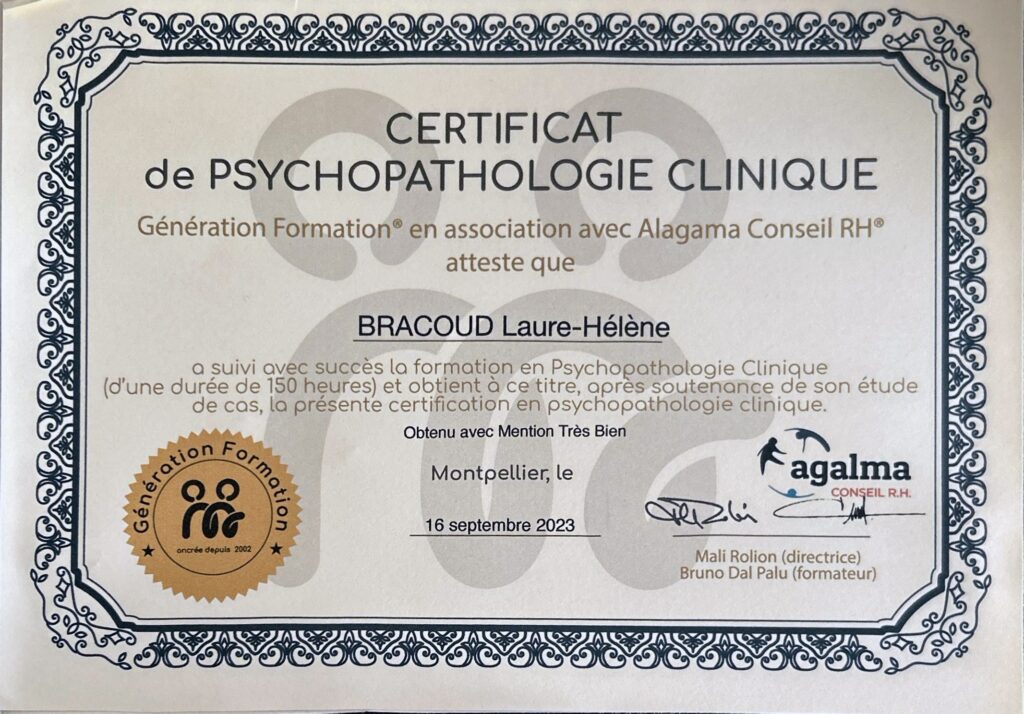 CERTIFICAT
de PSYCHOPATHOLOGIE CLINIQUE
Génération Formation® en association avec Alagama Conseil RH®
atteste que
BRACOUD Laure-Hélène
a suivi avec succès la formation en Psychopathologie Clinique
(d'une durée de 150 heures) et obtient à ce titre, après soutenance de son étude
de cas, la présente certification en psychopathologie clinique.
Obtenu avec Mention Très Bien
Montpellier, le
16 septembre 2023
Génération Formation
ancrée depuis 2002
agalma
CONSEIL R.H.
Mali Rolion (directrice)
Bruno Dal Palu (formateur)